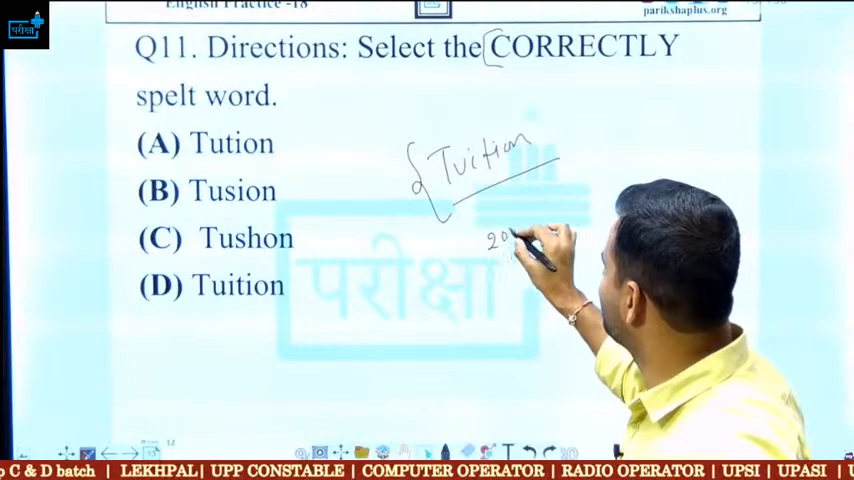 English Practice -18
parikshaplus.org
परीक्षा
Q11. Directions: Select the CORRECTLY
spelt word.
(A) Tution
(B) Tusion
(C) Tushon
(D) Tuition
Tuition
20
परीक्षा
C & D batch | LEKHPAL| UPP CONSTABLE | COMPUTER OPERATOR | RADIO OPERATOR | UPSI | UPASI |